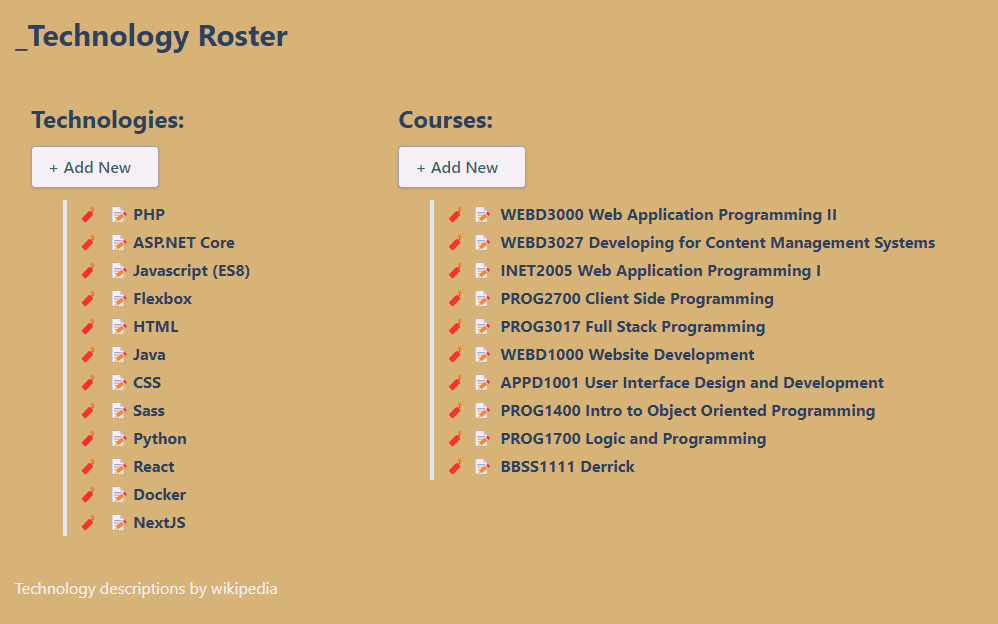 _Technology Roster
Technologies:
+ Add New
PHP
ASP.NET Core
Javascript (ES8)
Flexbox
HTML
Java
CSS
Sass
Python
React
Docker
NextJS
Courses:
+ Add New
WEBD3000 Web Application Programming II
WEBD3027 Developing for Content Management Systems
INET2005 Web Application Programming I
PROG2700 Client Side Programming
PROG3017 Full Stack Programming
WEBD1000 Website Development
APPD1001 User Interface Design and Development
PROG1400 Intro to Object Oriented Programming
PROG1700 Logic and Programming
BBSS1111 Derrick
Technology descriptions by wikipedia